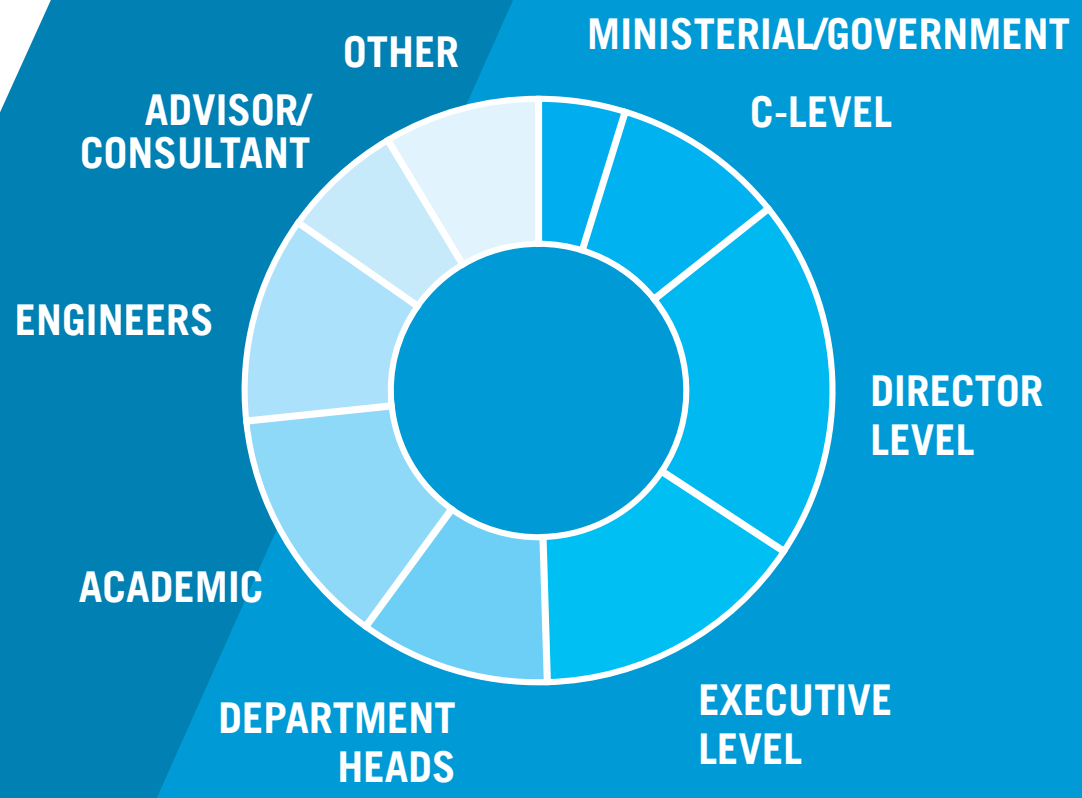 MINISTERIAL/GOVERNMENT
C-LEVEL
DIRECTOR
LEVEL
EXECUTIVE
LEVEL
DEPARTMENT
HEADS
ACADEMIC
ENGINEERS
ADVISOR/
CONSULTANT
OTHER